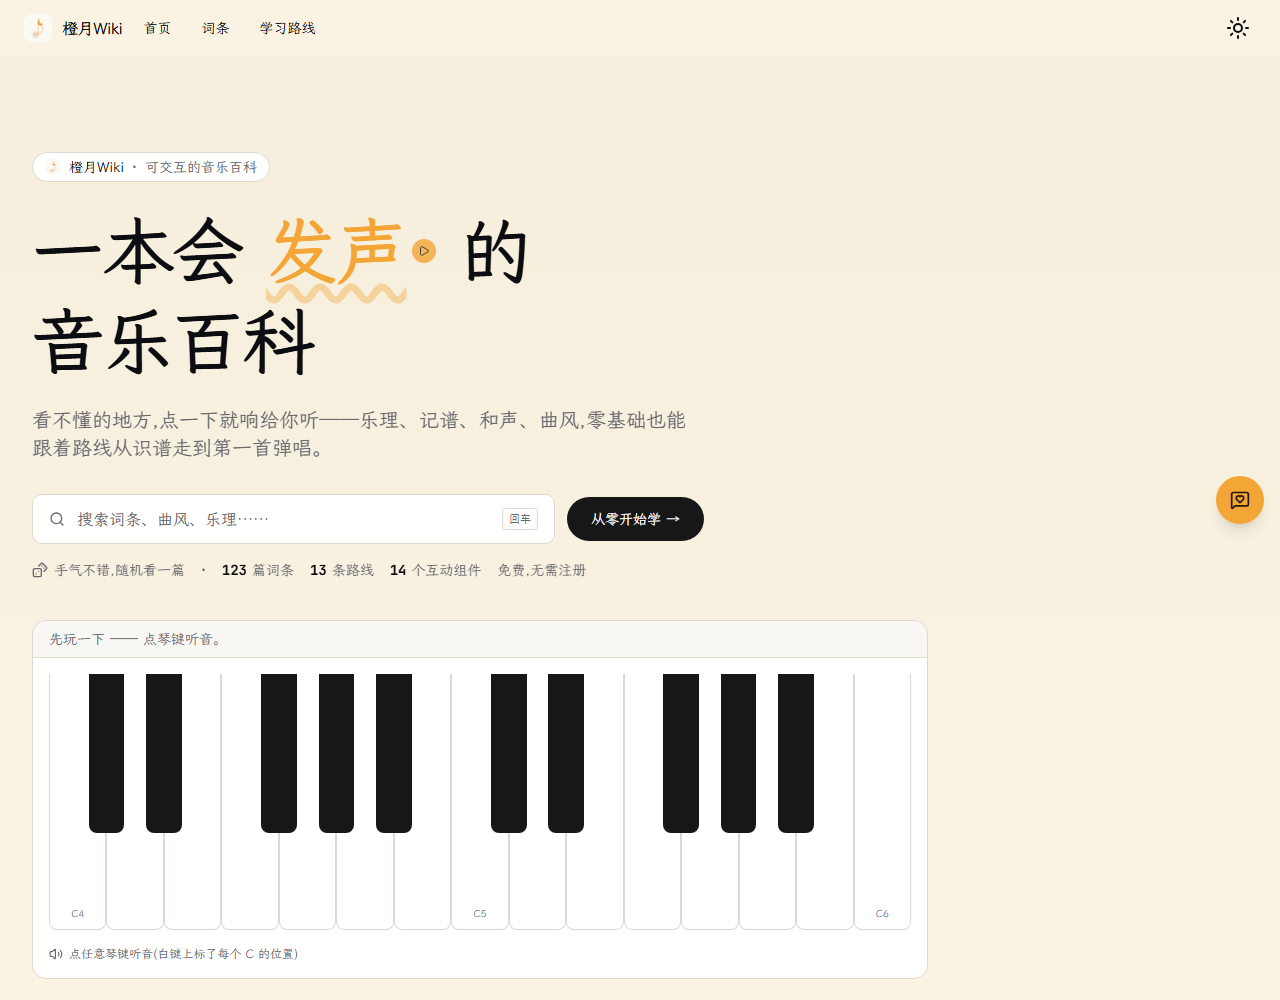 橙月Wiki 首页 词条 学习路线
橙月Wiki · 可交互的音乐百科
一本会 发声 的
音乐百科
看不懂的地方,点一下就响给你听——乐理、记谱、和声、曲风,零基础也能
跟着路线从识谱走到第一首弹唱。
搜索词条、曲风、乐理…… 回车 从零开始学 →
手气不错,随机看一篇 · 123 篇词条 13 条路线 14 个互动组件 免费,无需注册
先玩一下 —— 点琴键听音。
C4 C5 C6
点任意琴键听音(白键上标了每个 C 的位置)